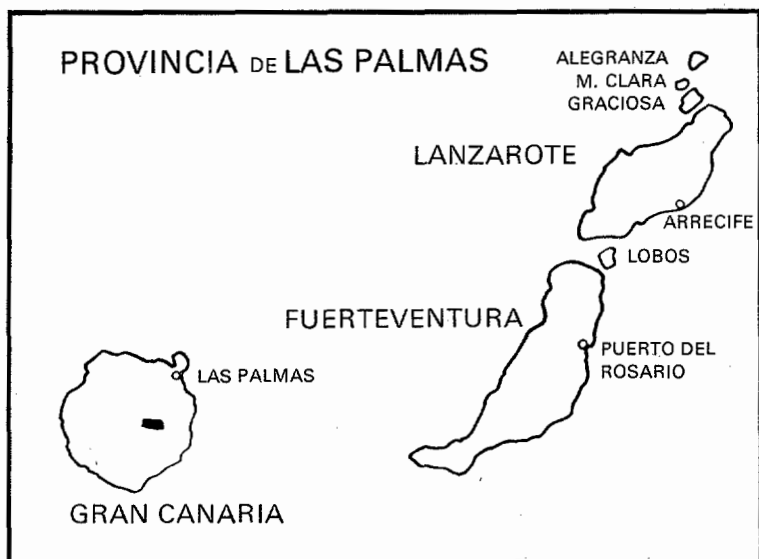 PROVINCIA DE LAS PALMAS
ALEGRANZA
M. CLARA
GRACIOSA
LANZAROTE
ARRECIFE
LOBOS
FUERTEVENTURA
PUERTO DEL
ROSARIO
LAS PALMAS
GRAN CANARIA